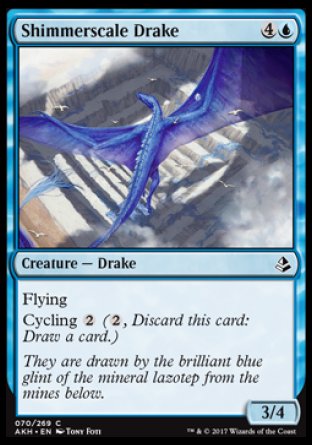 Shimmerscale Drake 4
Creature — Drake
Flying
Cycling 2 (2, Discard this card:
Draw a card.)
They are drawn by the brilliant blue
glint of the mineral lazotep from the
mines below.
3/4
070/269 C
AKH • EN Tony Foti
™ & © 2017 Wizards of the Coast